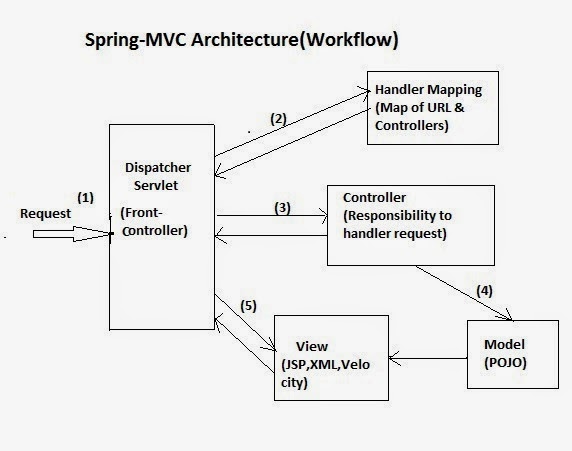 Spring-MVC Architecture(Workflow)
Handler Mapping
(Map of URL &
Controllers)
(2)
Dispatcher
Servlet
(Front-
controller)
(1)
Request
Controller
(Responsibility to
handler request)
(3)
(4)
(5)
View
(JSP,XML,Velo
city)
Model
(POJO)